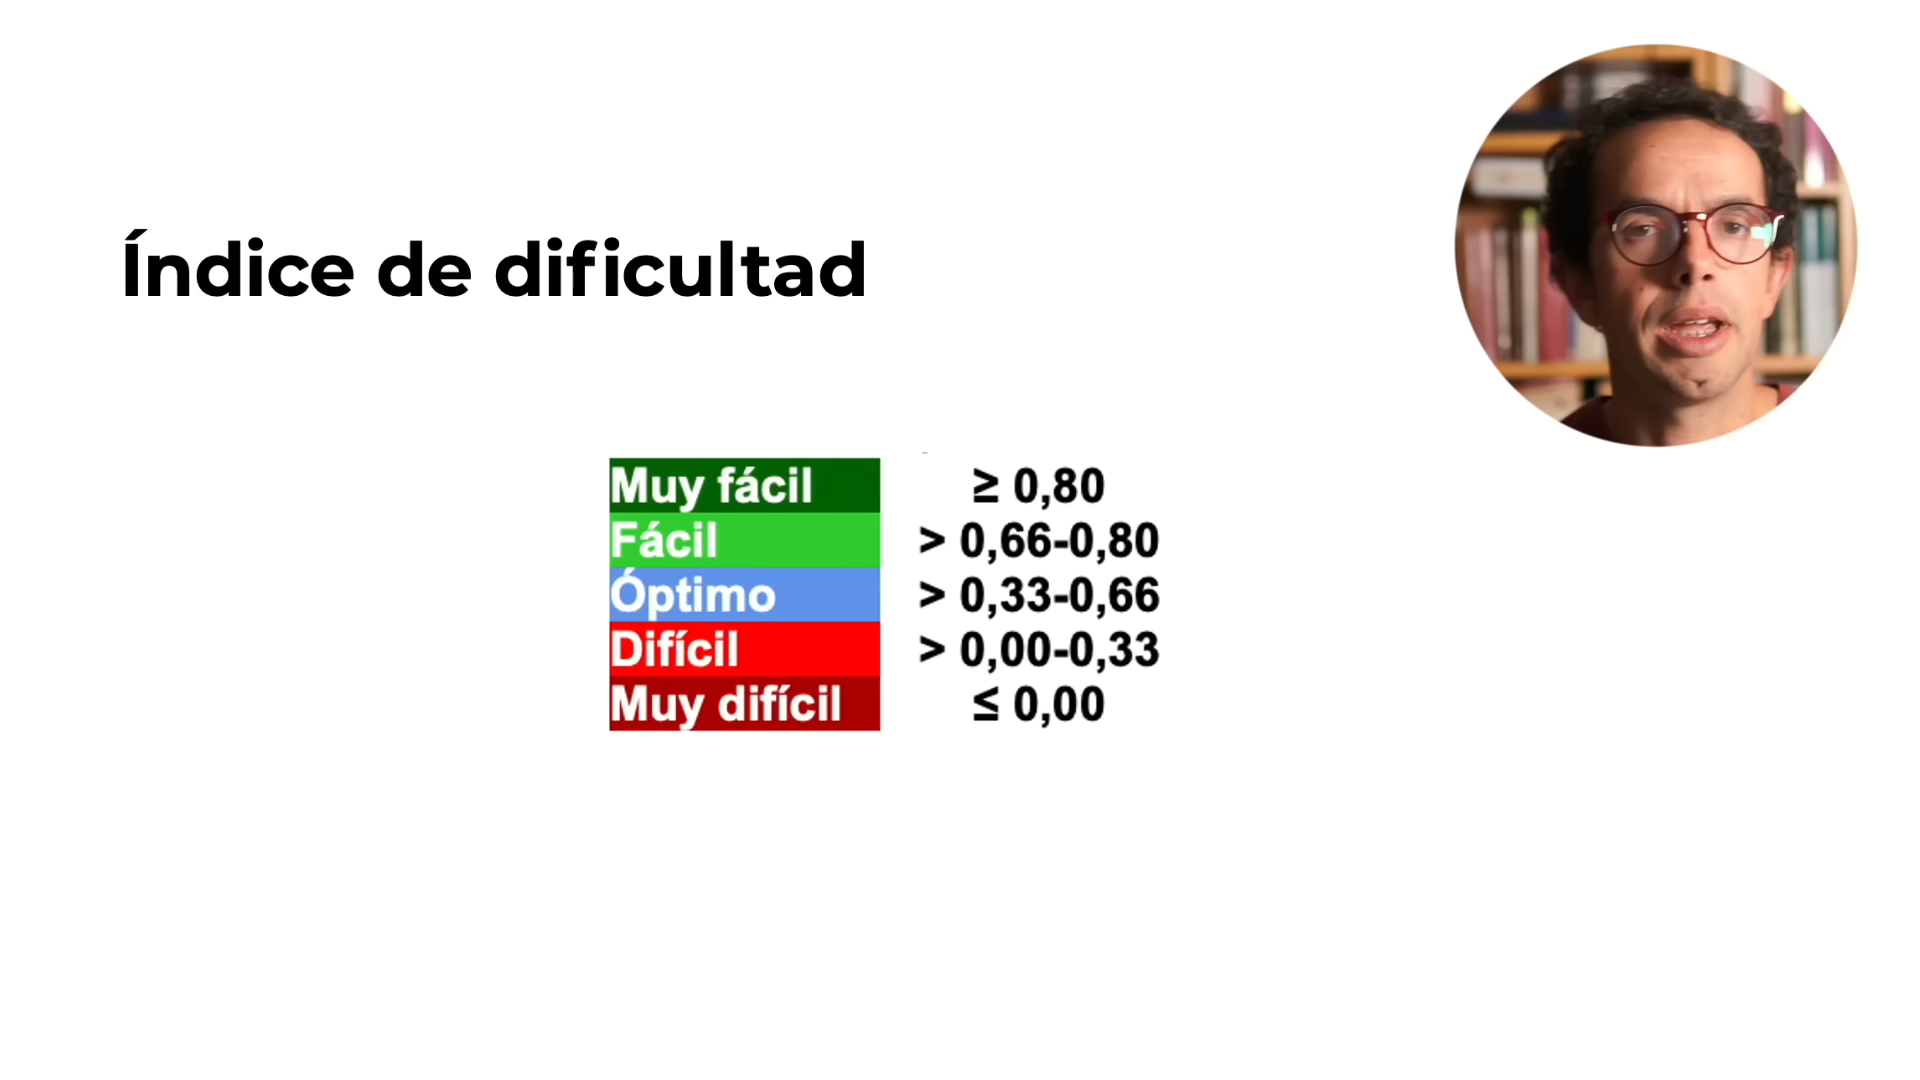 Índice de dificultad
Muy fácil ≥ 0,80
Fácil > 0,66-0,80
Óptimo > 0,33-0,66
Difícil > 0,00-0,33
Muy difícil ≤ 0,00